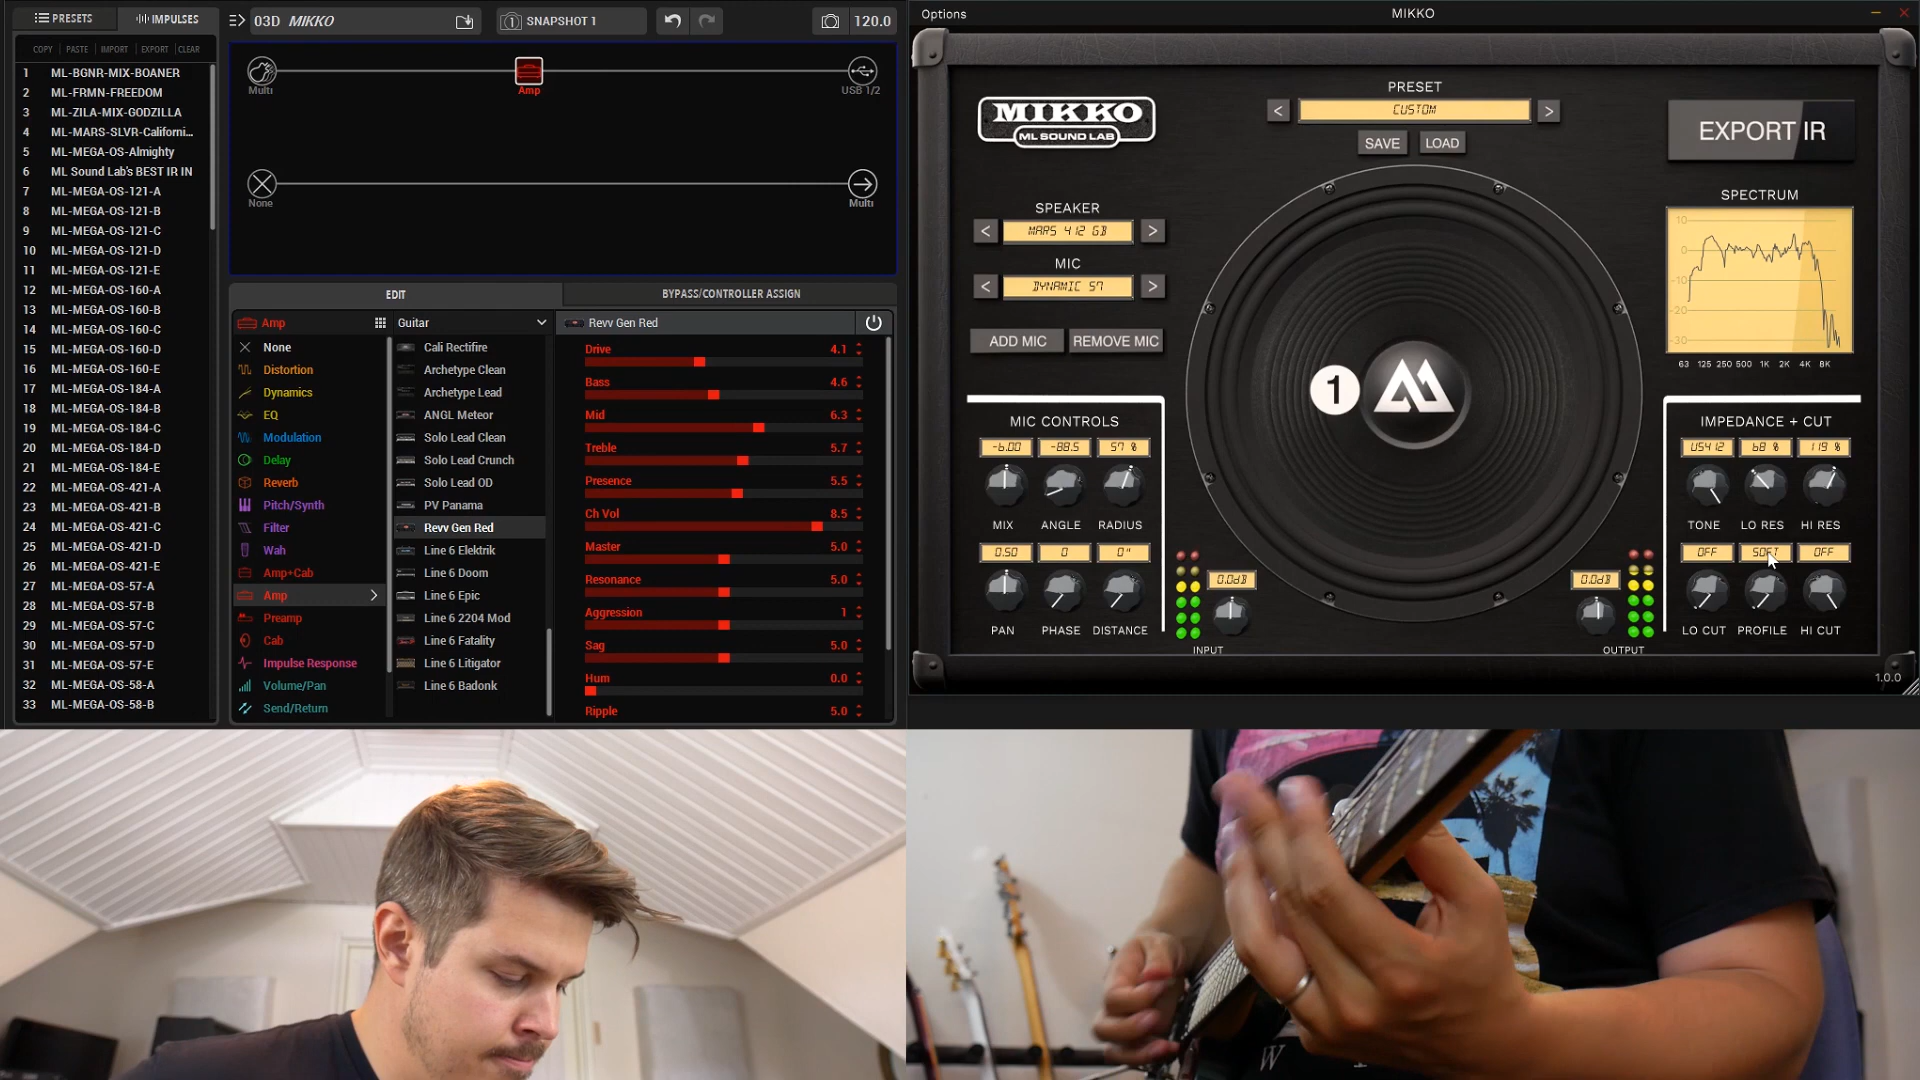 PRESETS
IMPULSES
COPY
PASTE
IMPORT
EXPORT
CLEAR
1 ML-BGNR-MIX-BOANER
2 ML-FRMN-FREEDOM
3 ML-ZILA-MIX-GODZILLA
4 ML-MARS-SLVR-Californi...
5 ML-MEGA-OS-Almighty
6 ML Sound Lab's BEST IR IN
7 ML-MEGA-OS-121-A
8 ML-MEGA-OS-121-B
9 ML-MEGA-OS-121-C
10 ML-MEGA-OS-121-D
11 ML-MEGA-OS-121-E
12 ML-MEGA-OS-160-A
13 ML-MEGA-OS-160-B
14 ML-MEGA-OS-160-C
15 ML-MEGA-OS-160-D
16 ML-MEGA-OS-160-E
17 ML-MEGA-OS-184-A
18 ML-MEGA-OS-184-B
19 ML-MEGA-OS-184-C
20 ML-MEGA-OS-184-D
21 ML-MEGA-OS-184-E
22 ML-MEGA-OS-421-A
23 ML-MEGA-OS-421-B
24 ML-MEGA-OS-421-C
25 ML-MEGA-OS-421-D
26 ML-MEGA-OS-421-E
27 ML-MEGA-OS-57-A
28 ML-MEGA-OS-57-B
29 ML-MEGA-OS-57-C
30 ML-MEGA-OS-57-D
31 ML-MEGA-OS-57-E
32 ML-MEGA-OS-58-A
33 ML-MEGA-OS-58-B
03D MIKKO
1 SNAPSHOT 1
120.0
Multi
Amp
USB 1/2
None
Multi
EDIT
BYPASS/CONTROLLER ASSIGN
Amp
None
Distortion
Dynamics
EQ
Modulation
Delay
Reverb
Pitch/Synth
Filter
Wah
Amp+Cab
Amp
Preamp
Cab
Impulse Response
Volume/Pan
Send/Return
Guitar
Cali Rectifire
Archetype Clean
Archetype Lead
ANGL Meteor
Solo Lead Clean
Solo Lead Crunch
Solo Lead OD
PV Panama
Revv Gen Red
Line 6 Elektrik
Line 6 Doom
Line 6 Epic
Line 6 2204 Mod
Line 6 Fatality
Line 6 Litigator
Line 6 Badonk
Revv Gen Red
Drive 4.1
Bass 4.6
Mid 6.3
Treble 5.7
Presence 5.5
Ch Vol 8.5
Master 5.0
Resonance 5.0
Aggression 1
Sag 5.0
Hum 0.0
Ripple 5.0
Options
MIKKO
MIKKO
ML SOUND LAB
PRESET
< CUSTOM >
SAVE LOAD
EXPORT IR
SPEAKER
< MARS 412 GB >
MIC
< DYNAMIC 57 >
ADD MIC
REMOVE MIC
1
SPECTRUM
10
0
-10
-20
-30
63 125 250 500 1K 2K 4K 8K
MIC CONTROLS
-6.00 -88.5 57 %
MIX ANGLE RADIUS
0.50 0 0"
PAN PHASE DISTANCE
0.0dB
INPUT
0.0dB
OUTPUT
IMPEDANCE + CUT
US412 68 % 119 %
TONE LO RES HI RES
OFF SOFT OFF
LO CUT PROFILE HI CUT
1.0.0